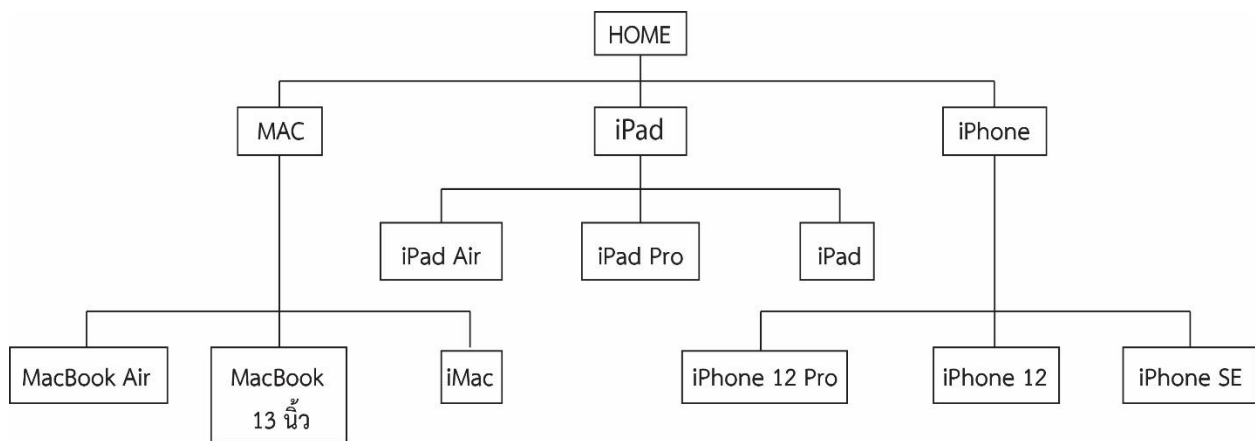 HOME
MAC
iPad
iPhone
iPad Air
iPad Pro
iPad
MacBook Air
MacBook
13 นิ้ว
iMac
iPhone 12 Pro
iPhone 12
iPhone SE